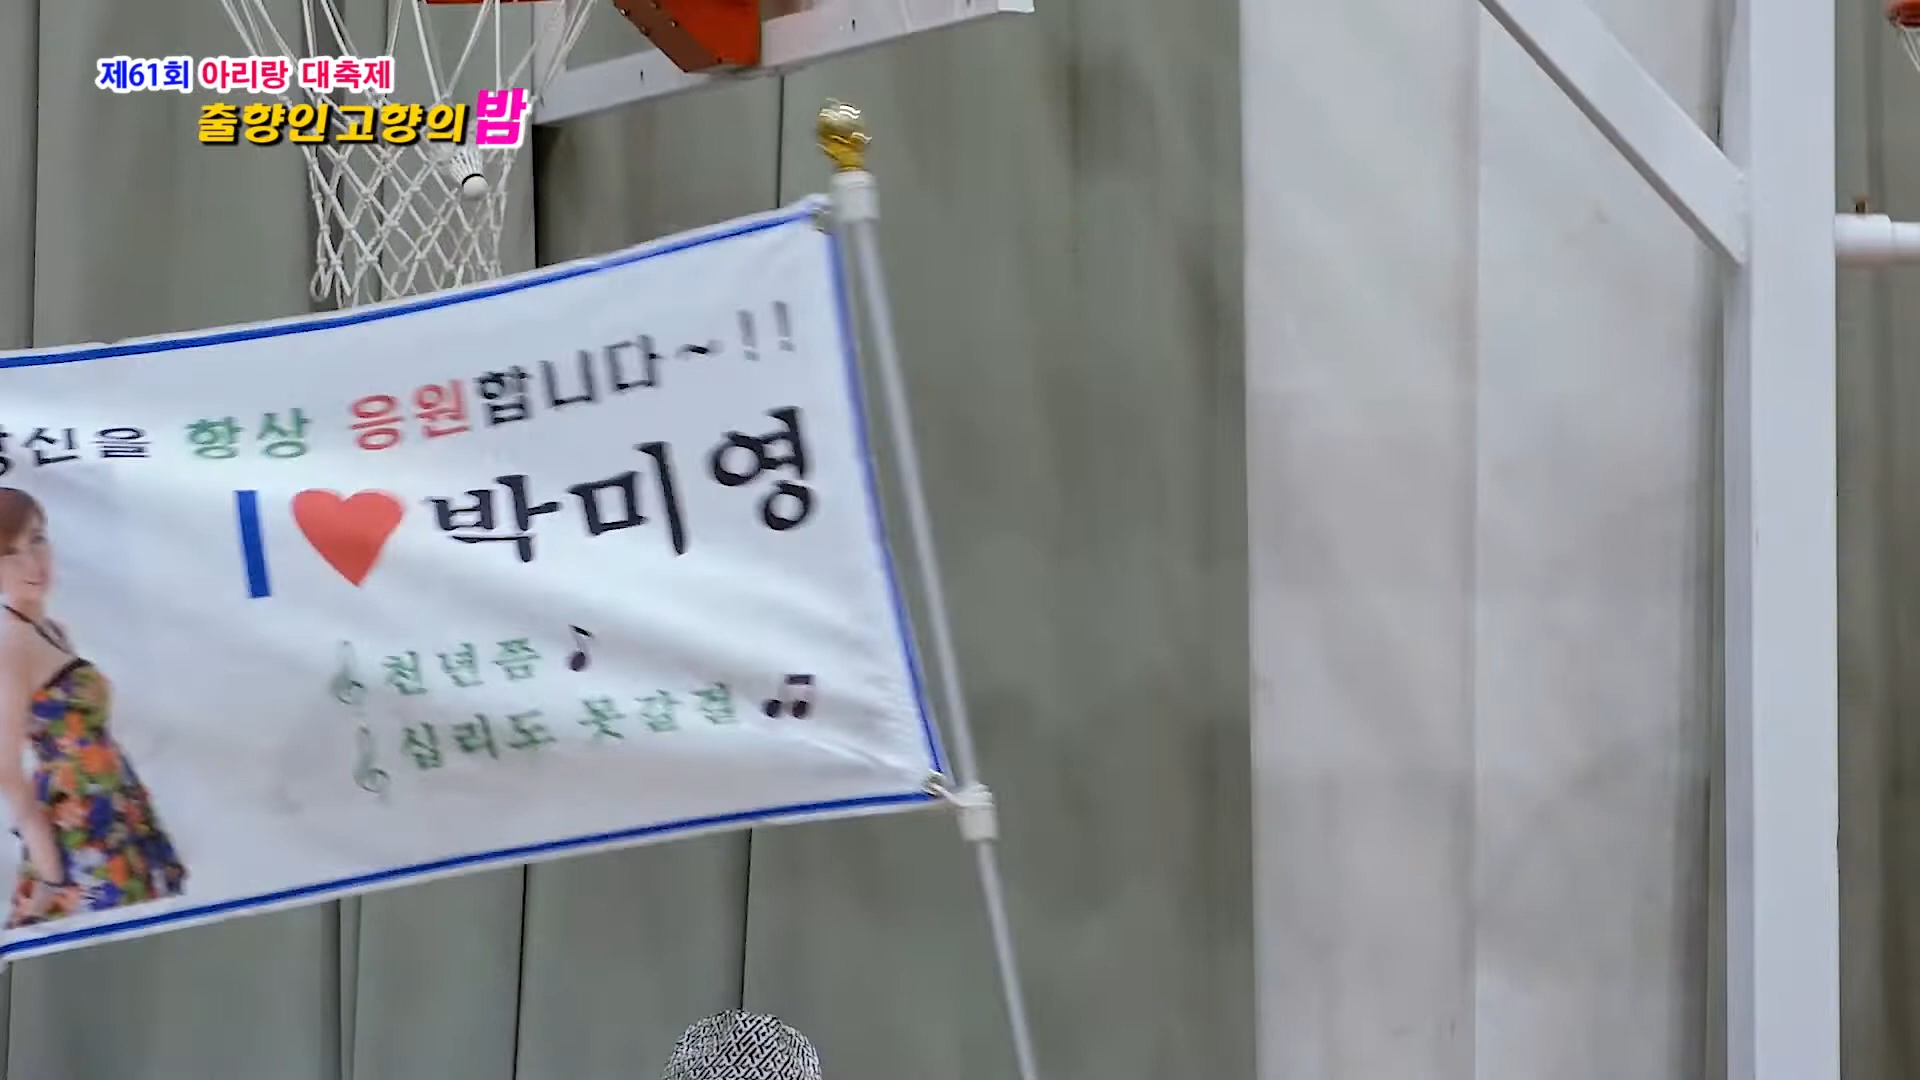 제61회 아리랑 대축제
출향인 고향의 밤
당신을 항상 응원합니다~!!
I ♥ 박미영
천년쯤
십리도 못갈걸